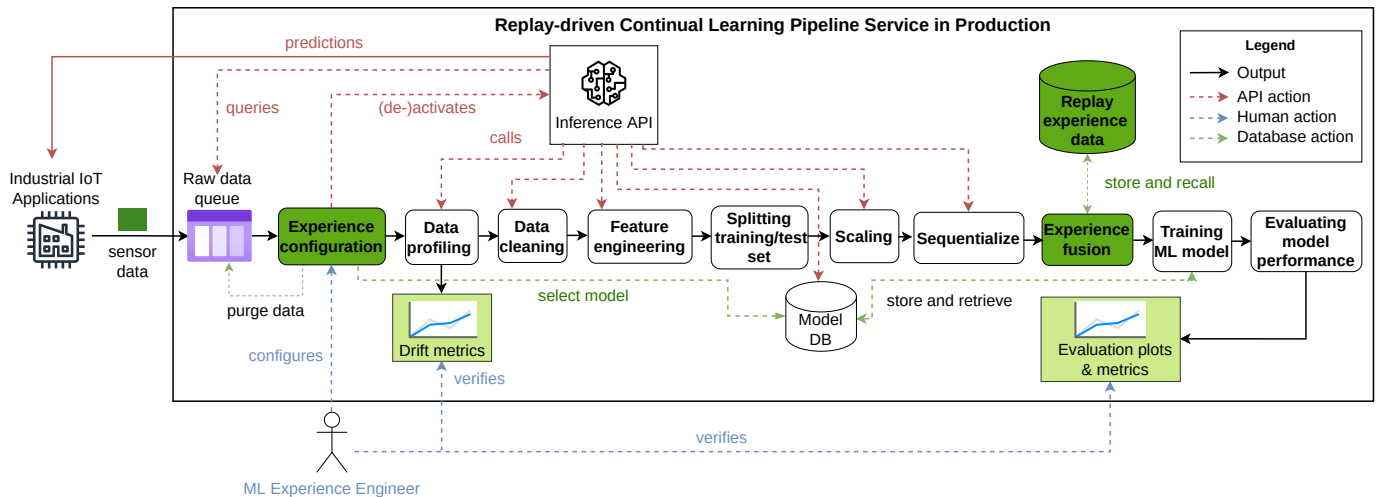 Replay-driven Continual Learning Pipeline Service in Production
predictions
queries
(de-)activates
calls
Inference API
Replay
experience
data
store and recall
Legend
Output
API action
Human action
Database action
Industrial IoT
Applications
sensor
data
Raw data
queue
Experience
configuration
Data
profiling
Data
cleaning
Feature
engineering
Splitting
training/test
set
Scaling
Sequentialize
Experience
fusion
Training
ML model
Evaluating
model
performance
purge data
select model
store and retrieve
Model
DB
Drift metrics
Evaluation plots
& metrics
configures
verifies
verifies
ML Experience Engineer